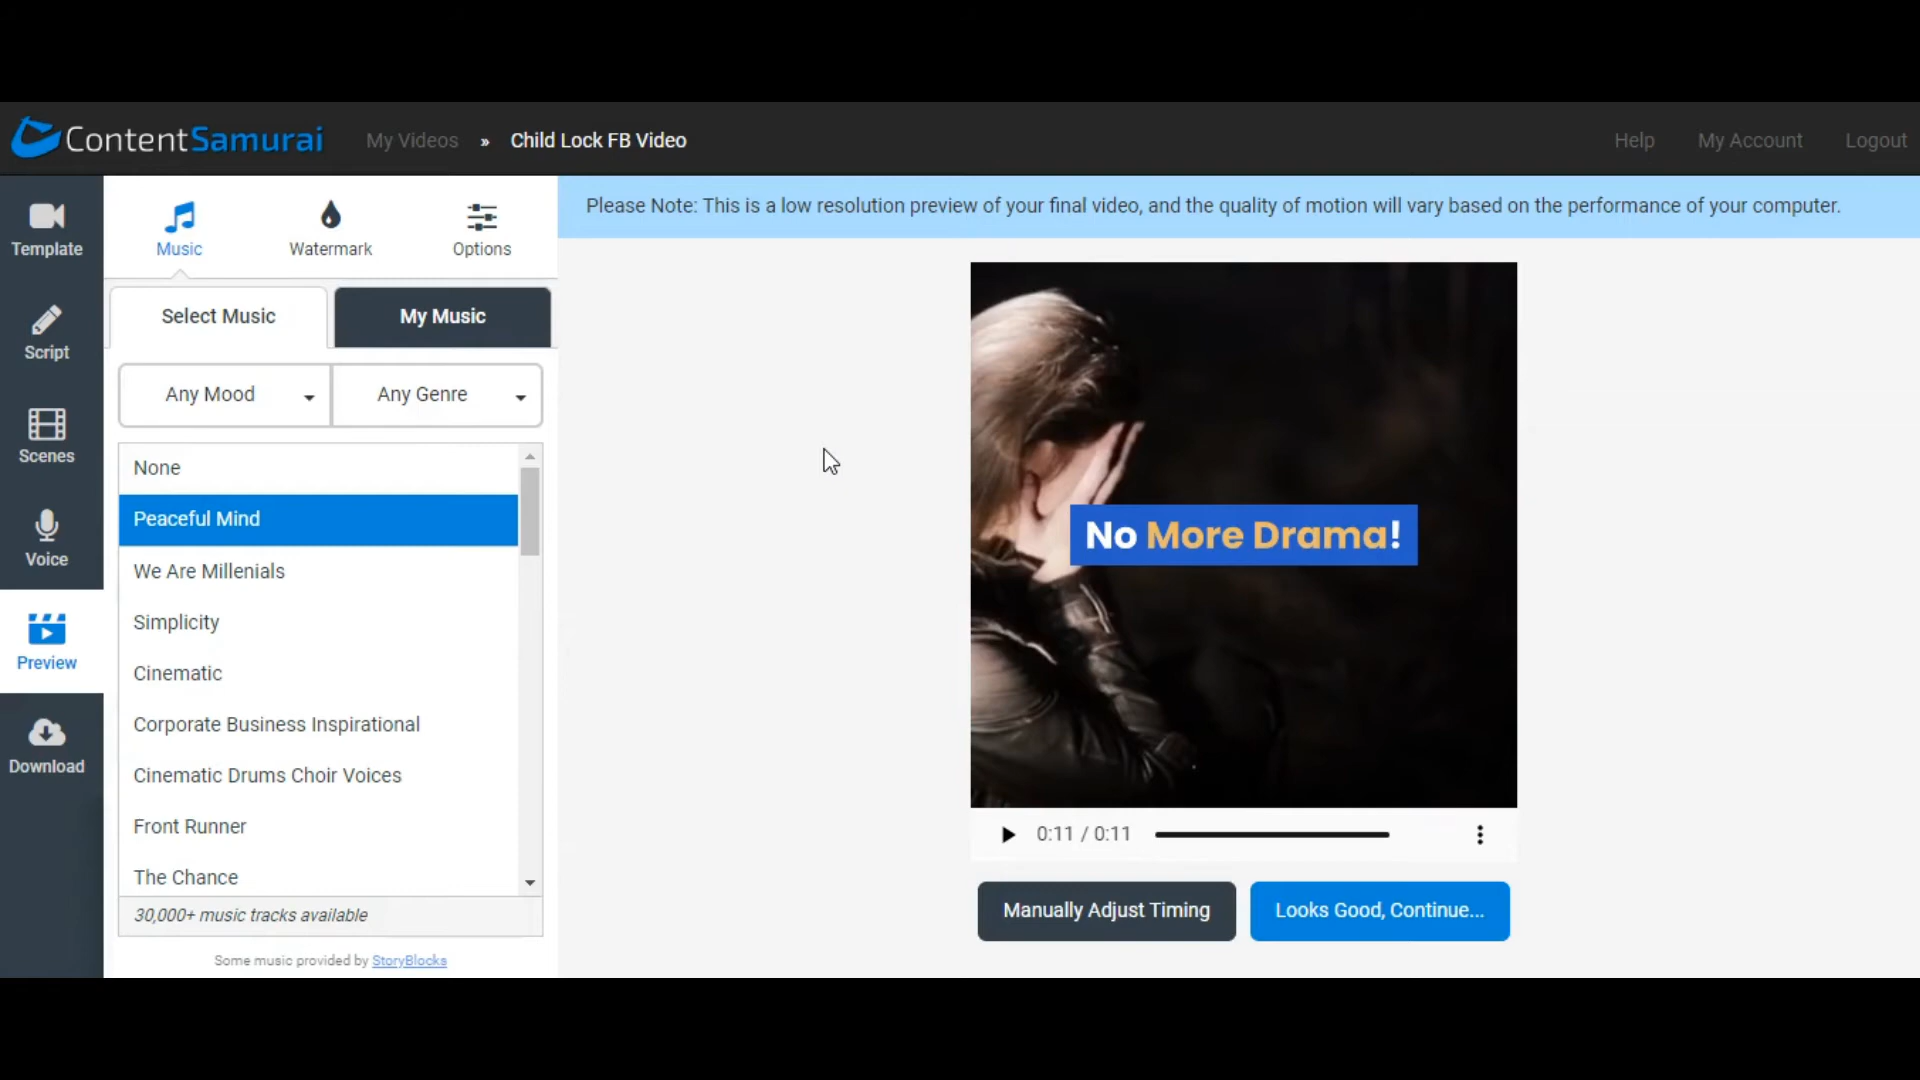 ContentSamurai
My Videos » Child Lock FB Video
Help
My Account
Logout
Template
Script
Scenes
Voice
Preview
Download
Music
Watermark
Options
Select Music
My Music
Any Mood
Any Genre
None
Peaceful Mind
We Are Millenials
Simplicity
Cinematic
Corporate Business Inspirational
Cinematic Drums Choir Voices
Front Runner
The Chance
30,000+ music tracks available
Some music provided by StoryBlocks
Please Note: This is a low resolution preview of your final video, and the quality of motion will vary based on the performance of your computer.
No More Drama!
0:11 / 0:11
Manually Adjust Timing
Looks Good, Continue...